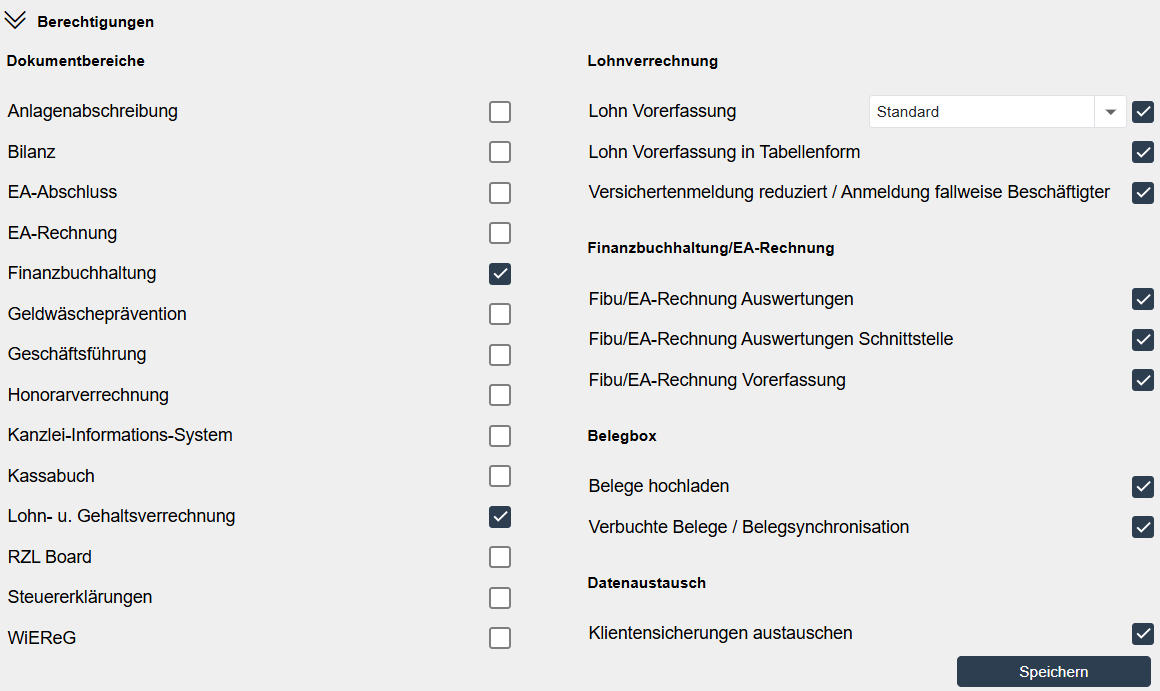 Berechtigungen
Dokumentbereiche
Anlagenabschreibung
Bilanz
EA-Abschluss
EA-Rechnung
Finanzbuchhaltung
Geldwäscheprävention
Geschäftsführung
Honorarverrechnung
Kanzlei-Informations-System
Kassabuch
Lohn- u. Gehaltsverrechnung
RZL Board
Steuererklärungen
WiEReG
Lohnverrechnung
Lohn Vorerfassung Standard
Lohn Vorerfassung in Tabellenform
Versichertenmeldung reduziert / Anmeldung fallweise Beschäftigter
Finanzbuchhaltung/EA-Rechnung
Fibu/EA-Rechnung Auswertungen
Fibu/EA-Rechnung Auswertungen Schnittstelle
Fibu/EA-Rechnung Vorerfassung
Belegbox
Belege hochladen
Verbuchte Belege / Belegsynchronisation
Datenaustausch
Klientensicherungen austauschen
Speichern